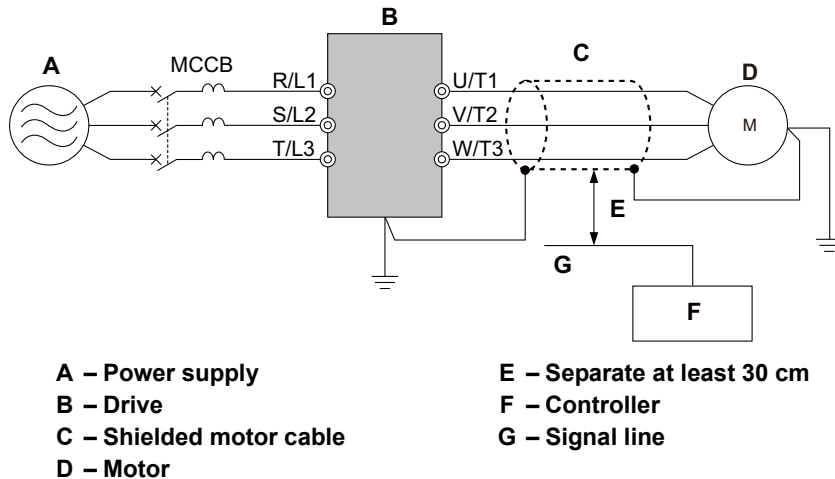 B
C
A
MCCB
D
R/L1
U/T1
S/L2
V/T2
M
T/L3
W/T3
E
G
F
A – Power supply
B – Drive
C – Shielded motor cable
D – Motor
E – Separate at least 30 cm
F – Controller
G – Signal line